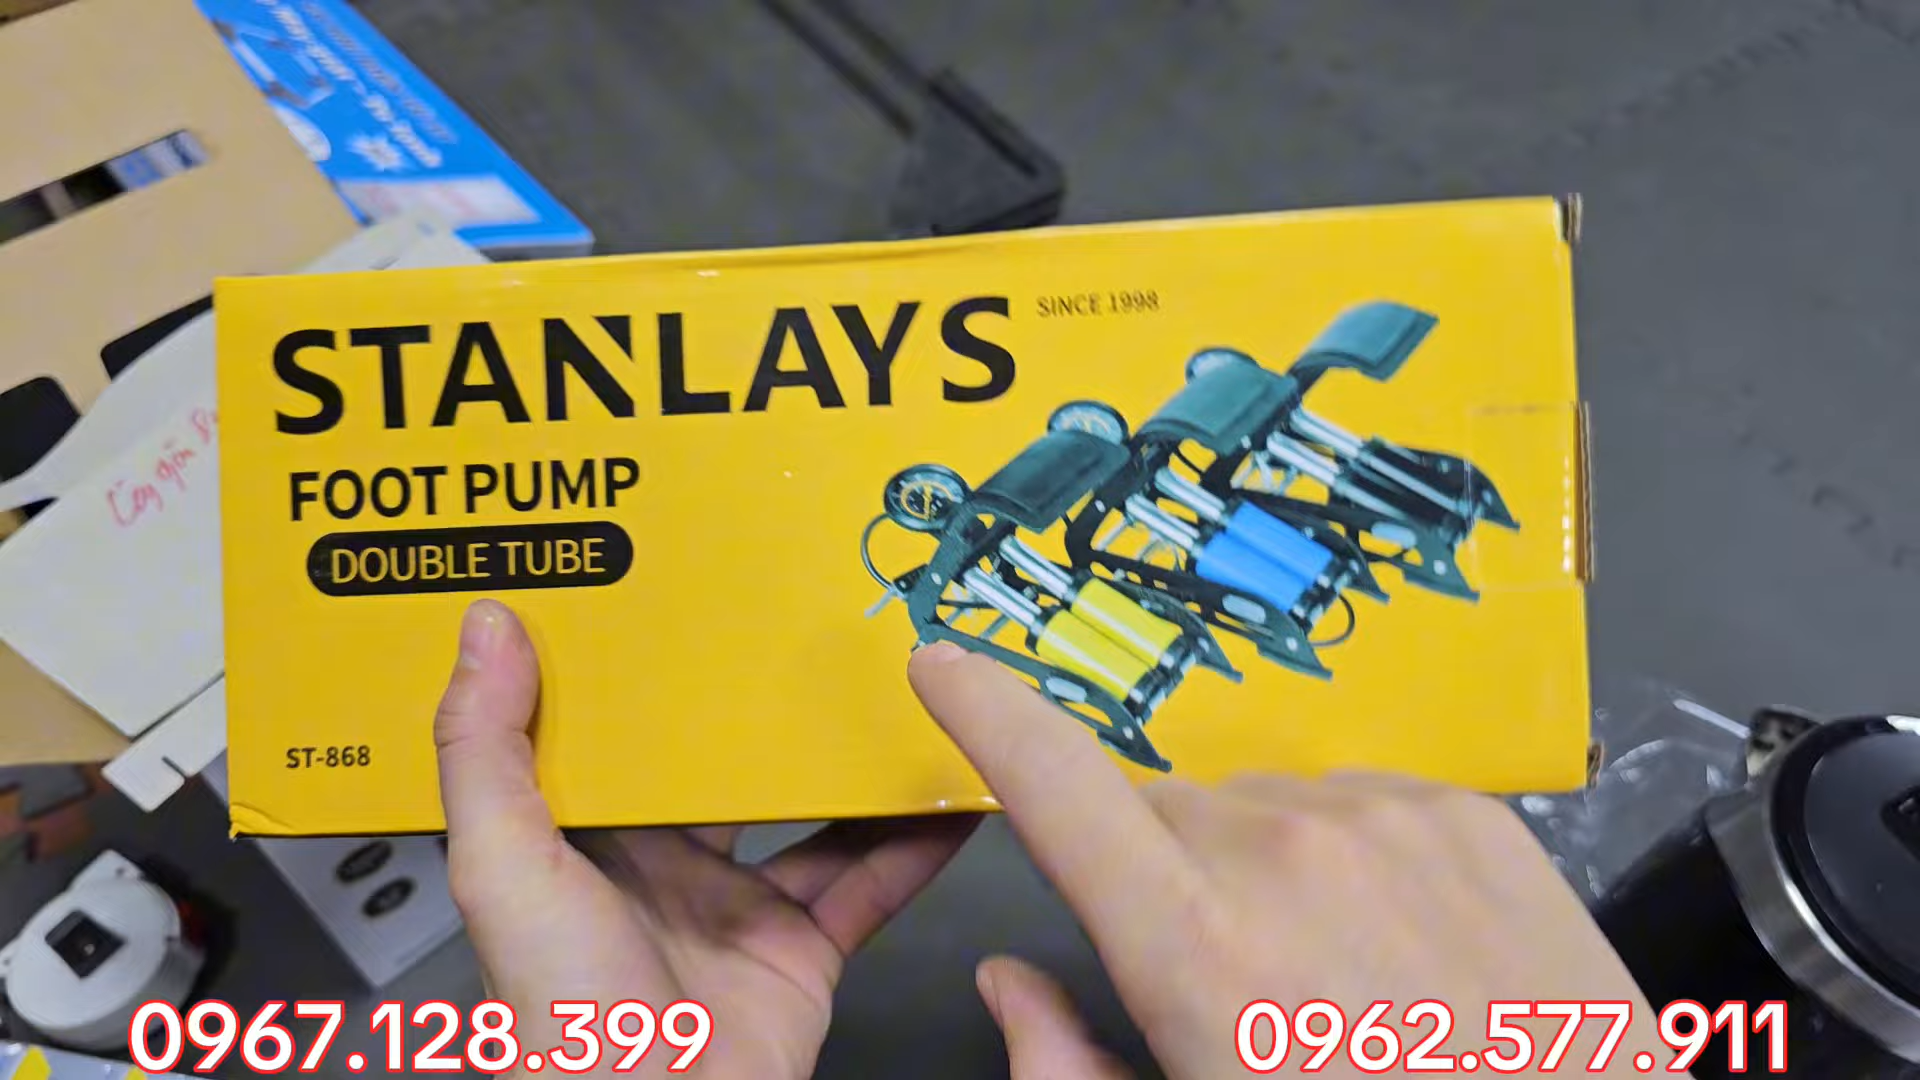 STANLAYS
SINCE 1998
FOOT PUMP
DOUBLE TUBE
ST-868
0967.128.399
0962.577.911